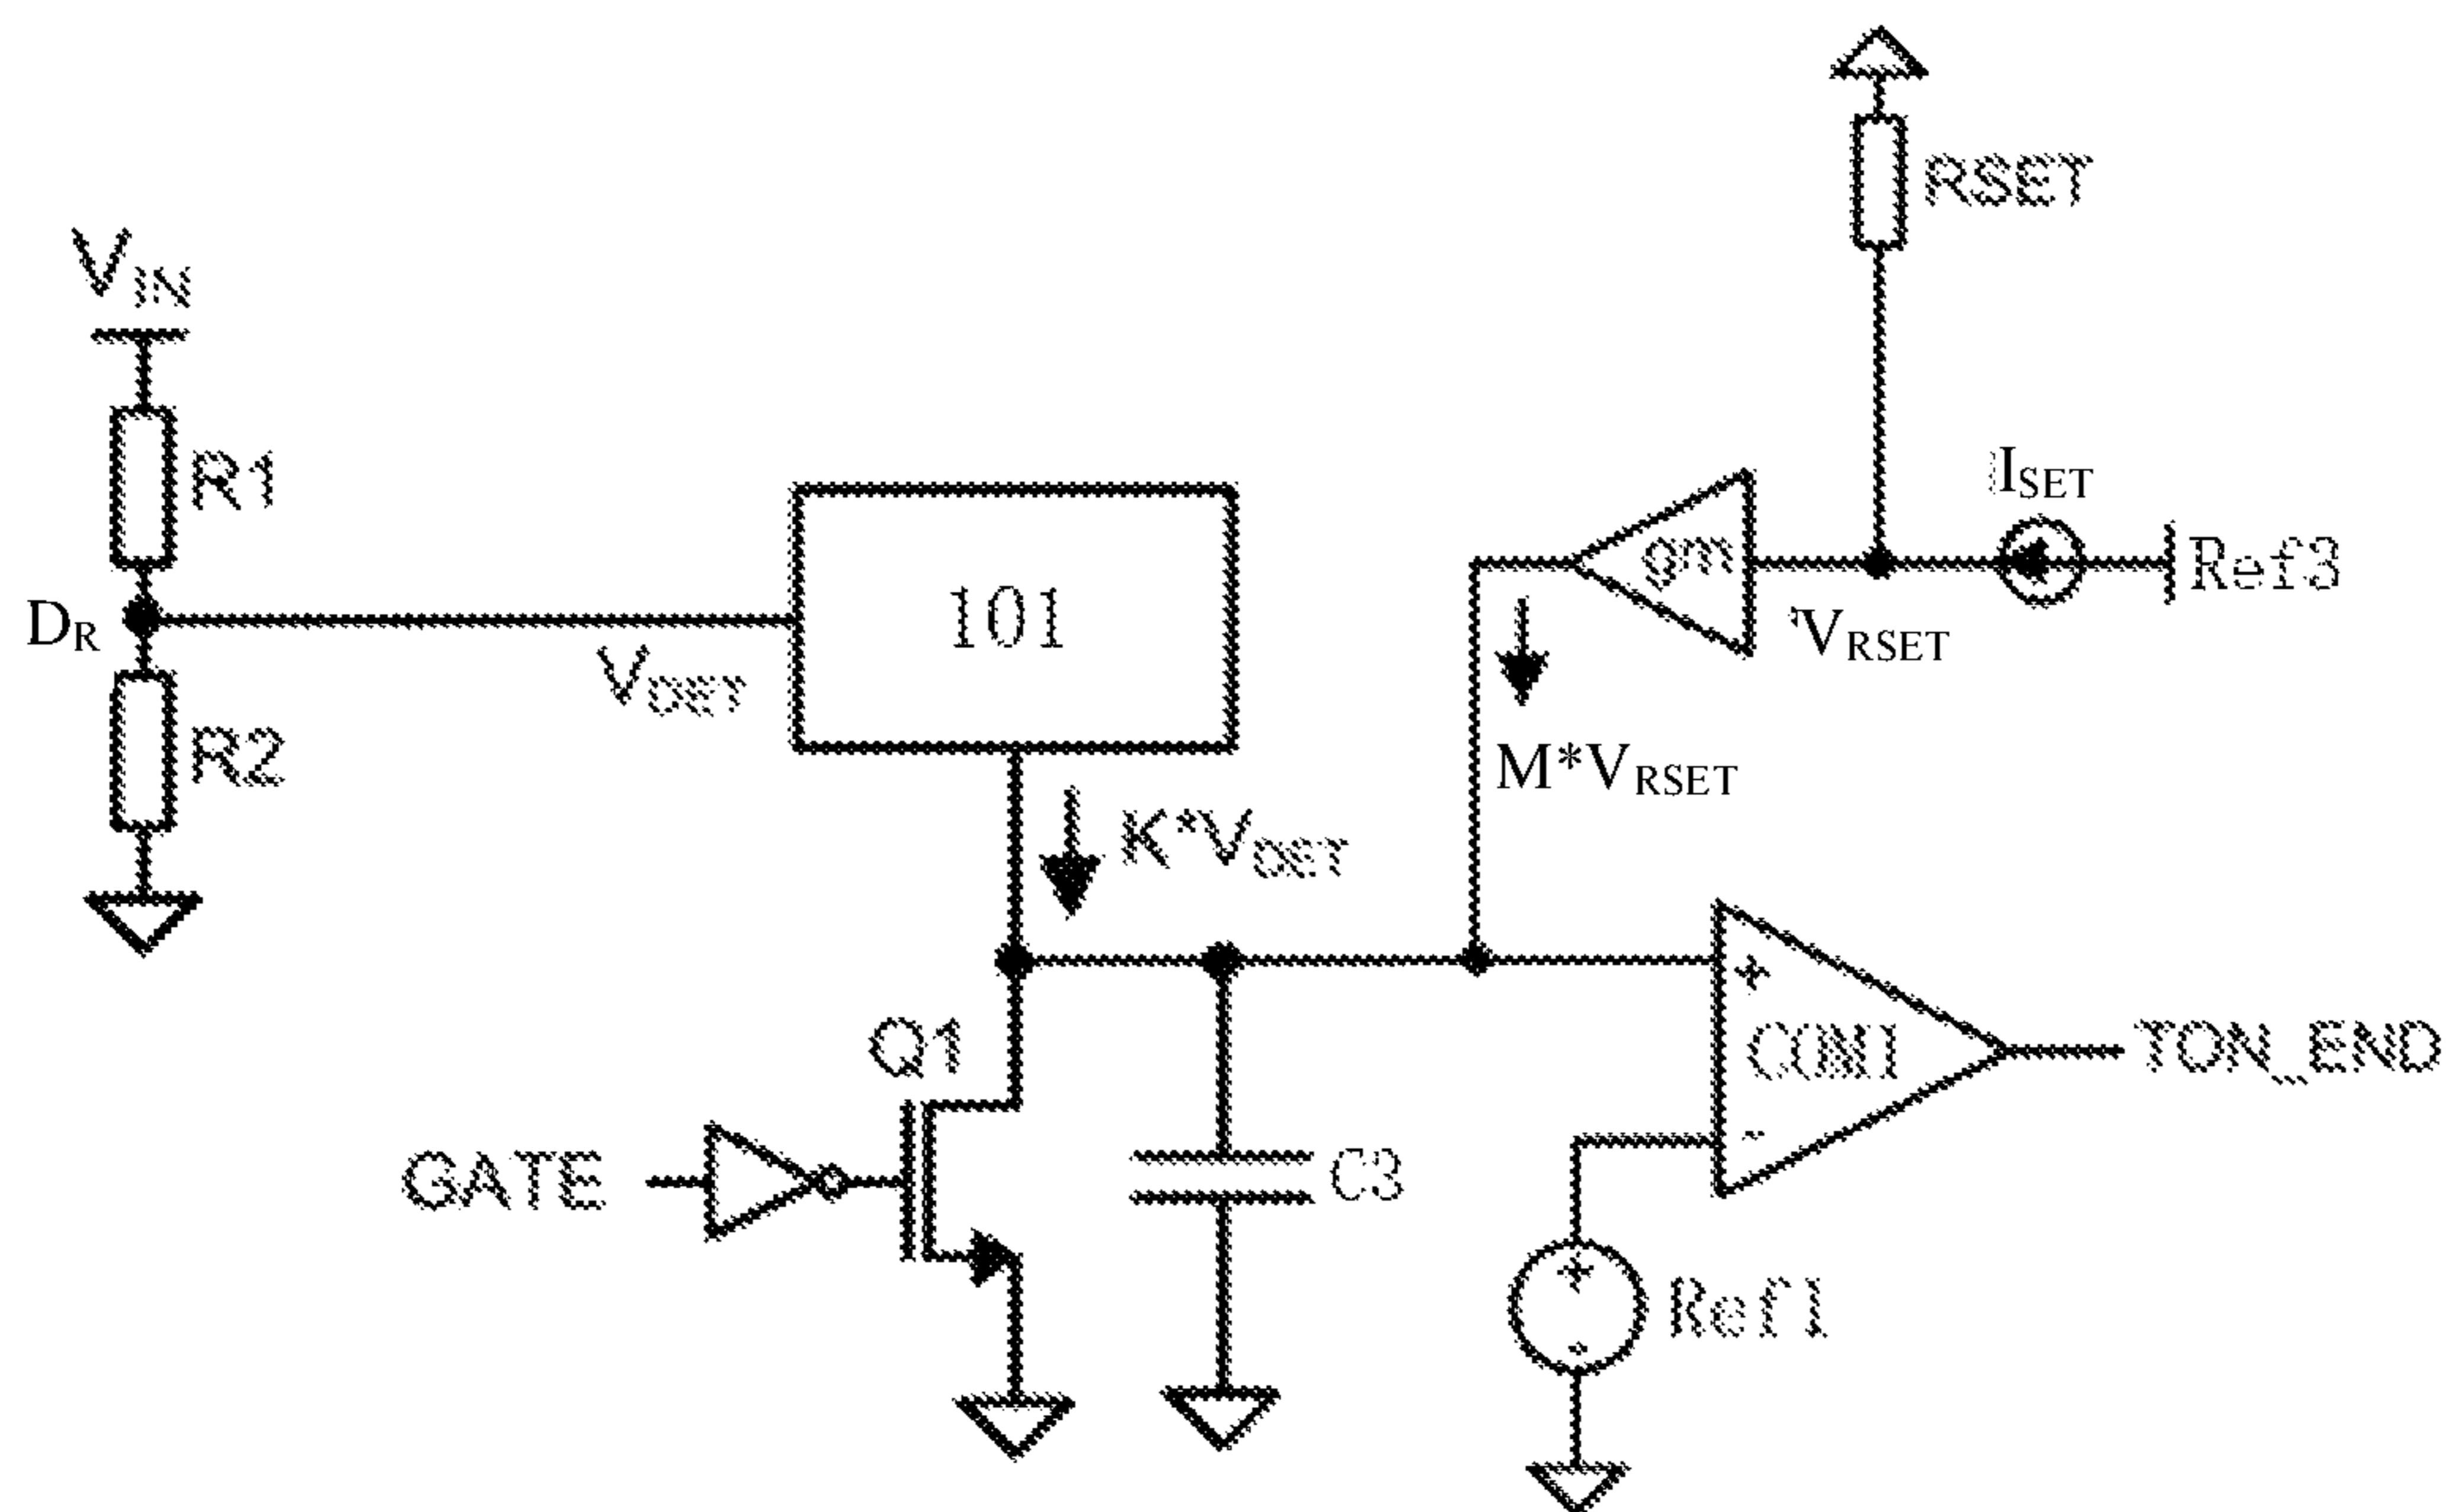 RSET
VIN
R1
ISET
Ref3
gm
101
DR
VDET
VRSET
R2
M*VRSET
K*VDET
+
COM1
-
TON_END
Q1
GATE
C3
+
Ref1
-